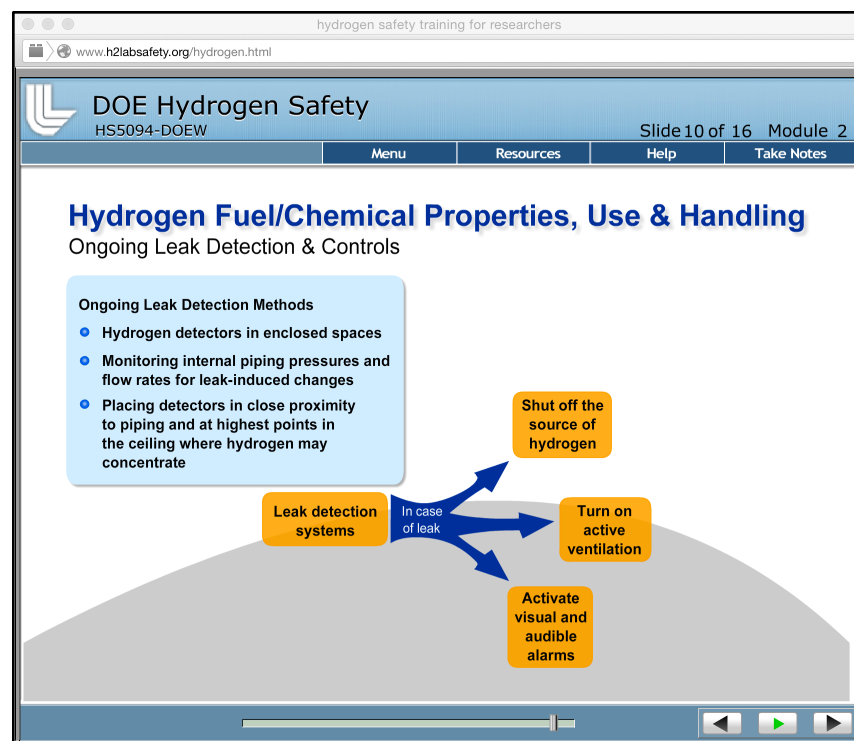 hydrogen safety training for researchers
www.h2labsafety.org/hydrogen.html
DOE Hydrogen Safety
HS5094-DOEW
Slide 10 of 16 Module 2
Menu Resources Help Take Notes
Hydrogen Fuel/Chemical Properties, Use & Handling
Ongoing Leak Detection & Controls
Ongoing Leak Detection Methods
Hydrogen detectors in enclosed spaces
Monitoring internal piping pressures and
flow rates for leak-induced changes
Placing detectors in close proximity
to piping and at highest points in
the ceiling where hydrogen may
concentrate
Leak detection
systems
In case
of leak
Shut off the
source of
hydrogen
Turn on
active
ventilation
Activate
visual and
audible
alarms